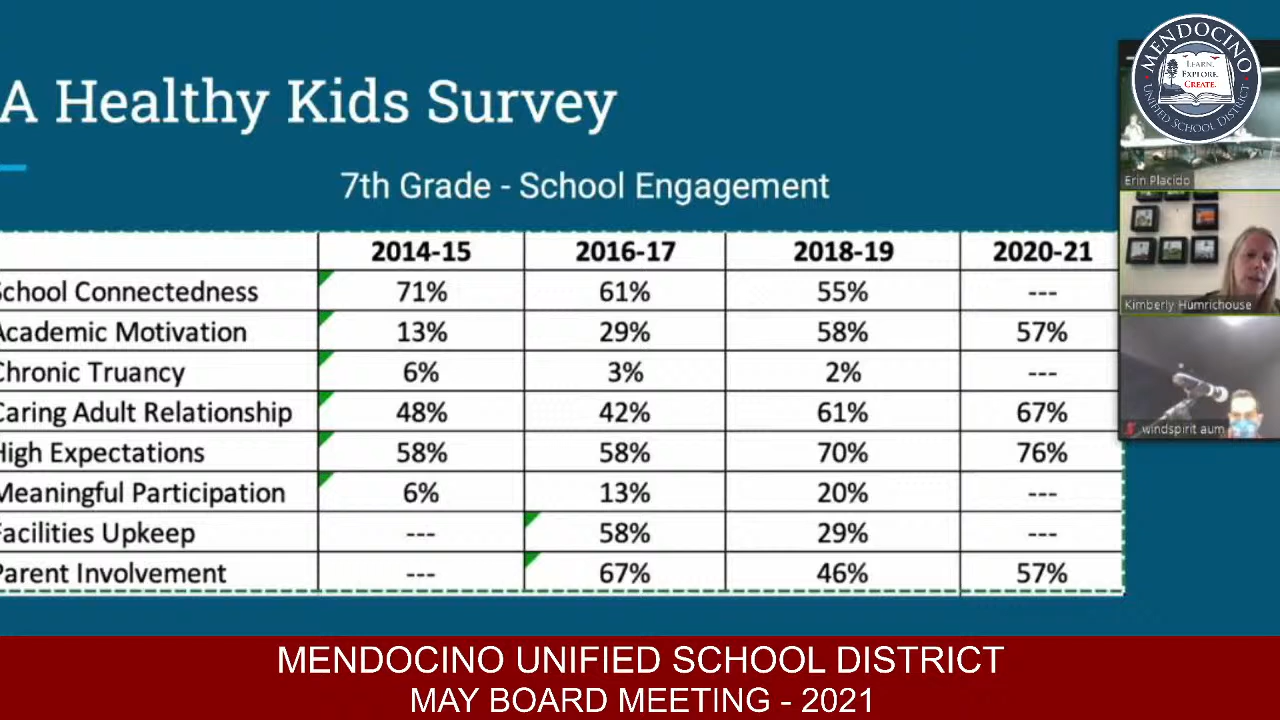 A Healthy Kids Survey
7th Grade - School Engagement
2014-15 2016-17 2018-19 2020-21
School Connectedness 71% 61% 55% ---
Academic Motivation 13% 29% 58% 57%
Chronic Truancy 6% 3% 2% ---
Caring Adult Relationship 48% 42% 61% 67%
High Expectations 58% 58% 70% 76%
Meaningful Participation 6% 13% 20% ---
Facilities Upkeep --- 58% 29% ---
Parent Involvement --- 67% 46% 57%
MENDOCINO
LEARN.
EXPLORE.
CREATE.
UNIFIED SCHOOL DISTRICT
Erin Placido
Kimberly Humrichouse
windspirit aum
MENDOCINO UNIFIED SCHOOL DISTRICT
MAY BOARD MEETING - 2021